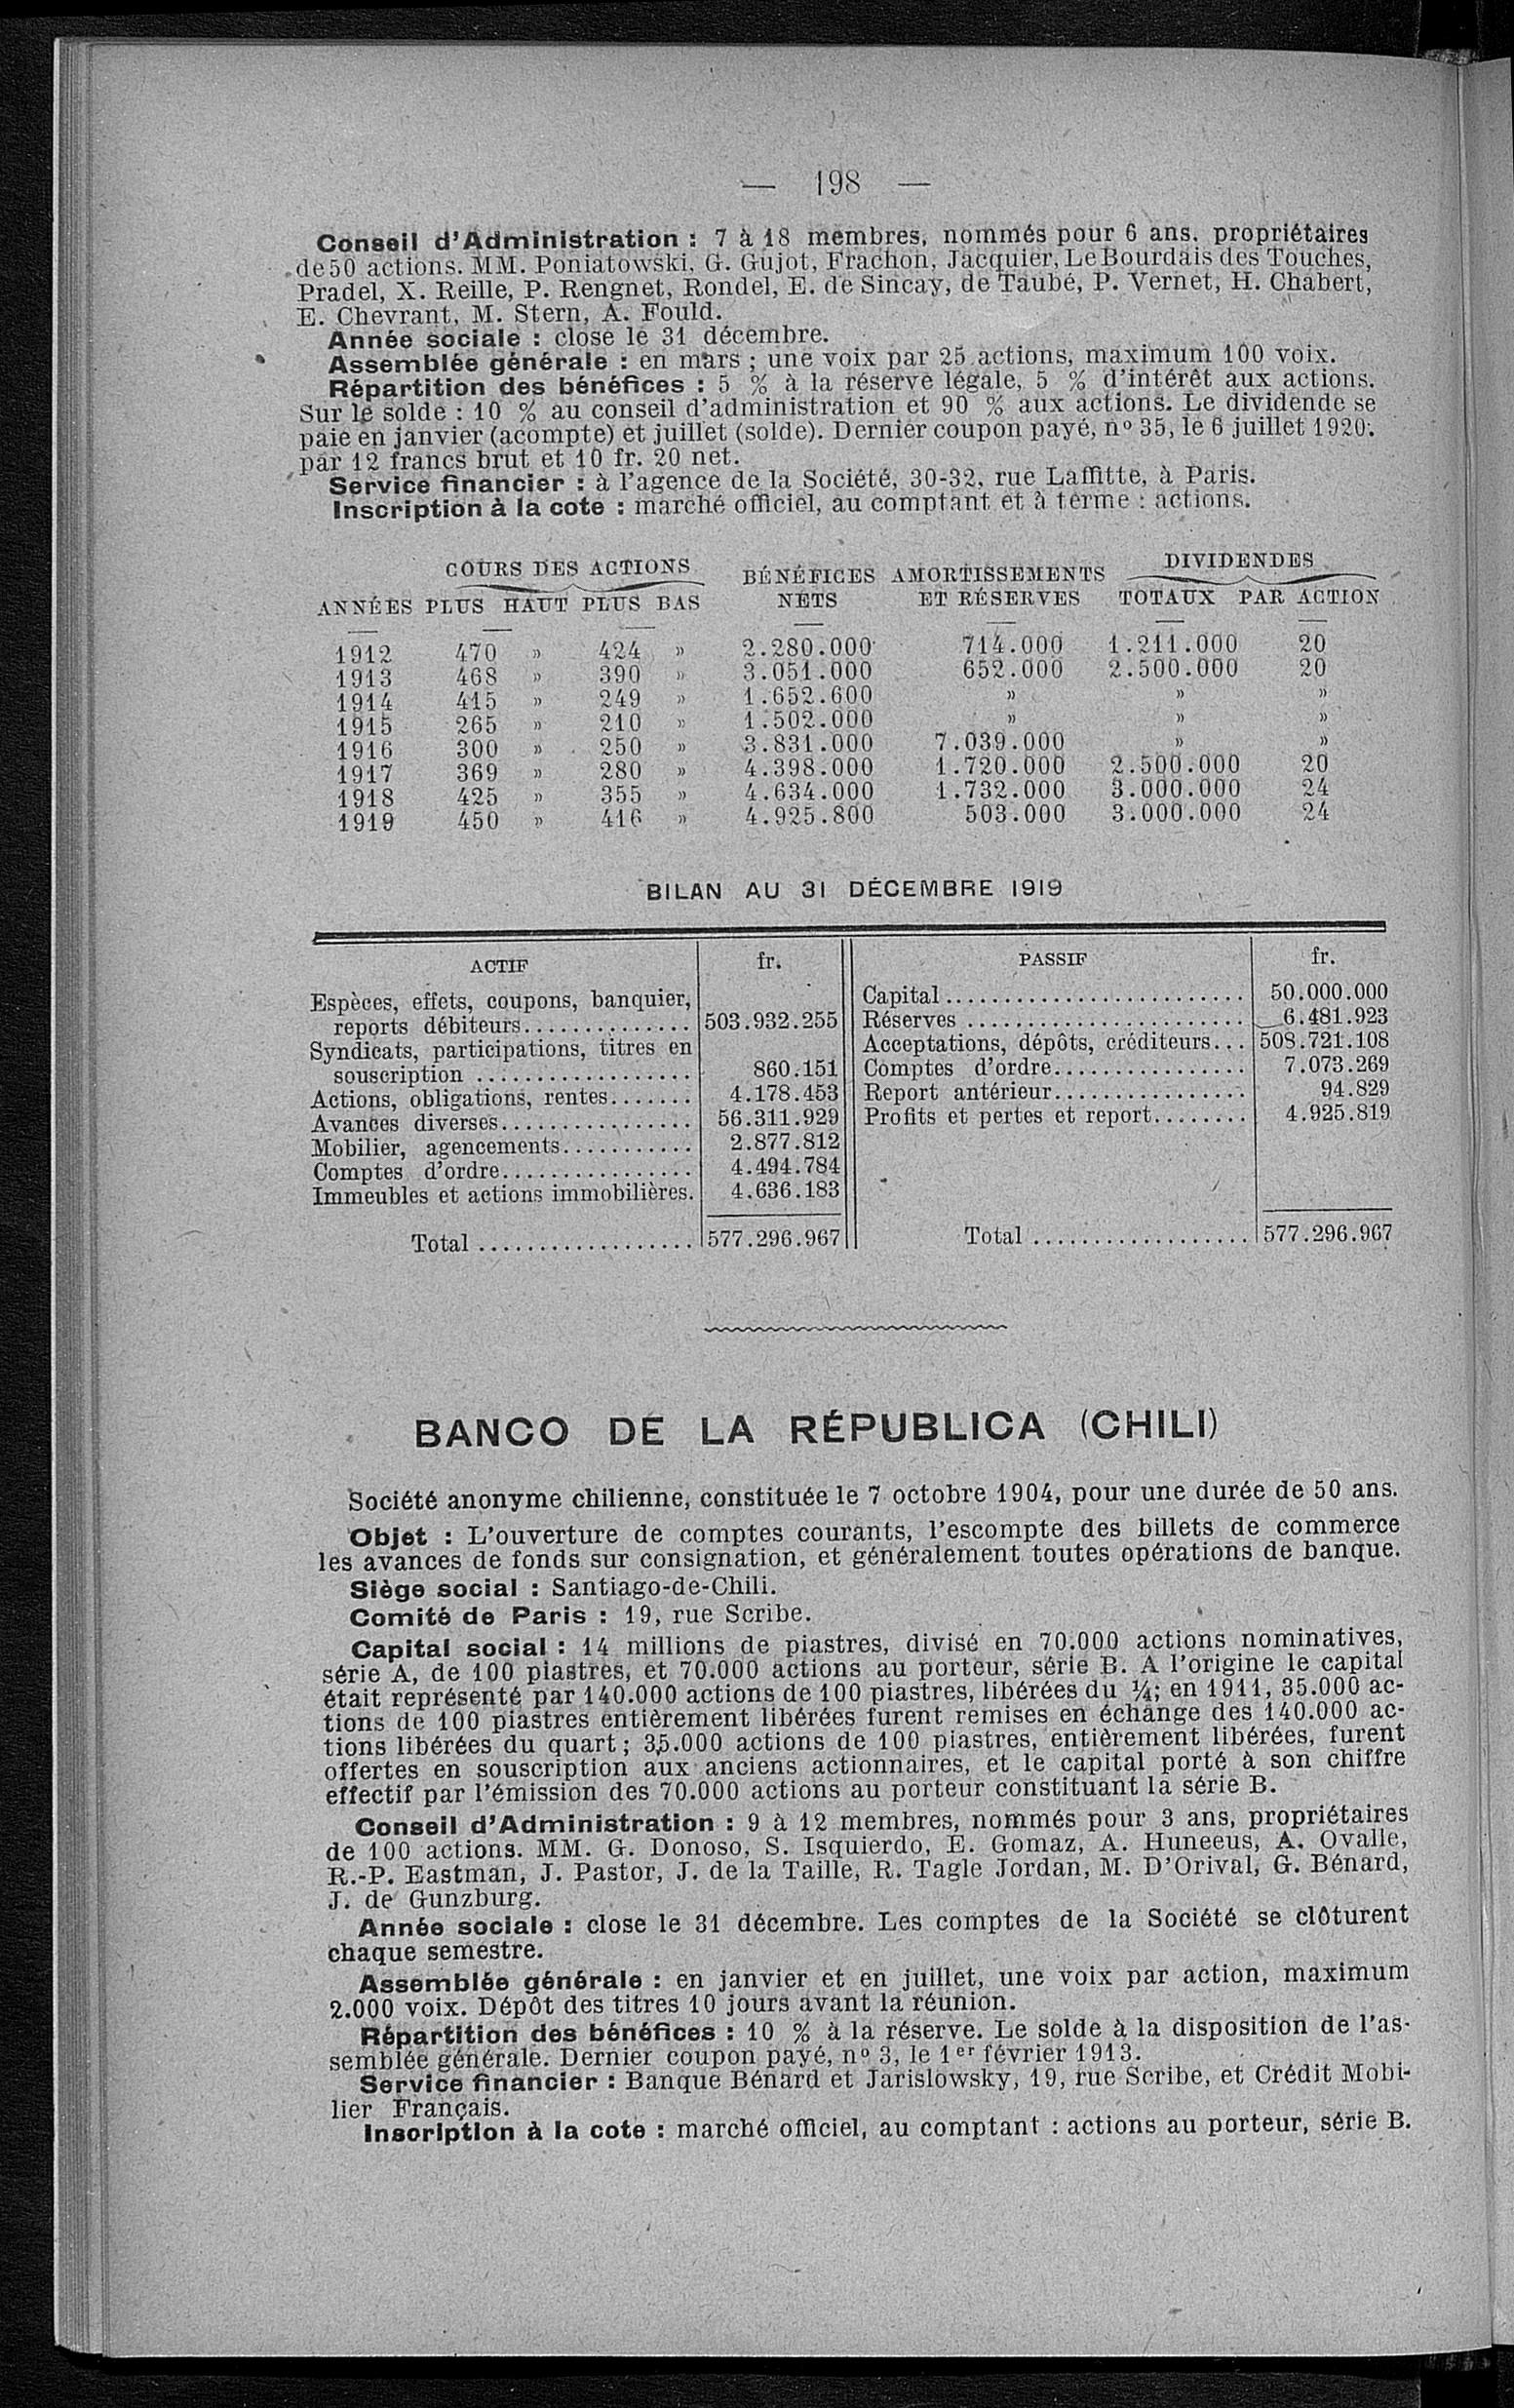 — 198 —
Conseil d'Administration : 7 à 18 membres, nommés pour 6 ans, propriétaires
de 50 actions. MM. Poniatowski, G. Gujot, Frachon, Jacquier, Le Bourdais des Touches,
Pradel, X. Reille, P. Rengnet, Rondel, E. de Sincay, de Taubé, P. Vernet, H. Chabert,
E. Chevrant, M. Stern, A. Fould.
Année sociale : close le 31 décembre.
Assemblée générale : en mars ; une voix par 25 actions, maximum 100 voix.
Répartition des bénéfices : 5 % à la réserve légale, 5 % d'intérêt aux actions.
Sur le solde : 10 % au conseil d'administration et 90 % aux actions. Le dividende se
paie en janvier (acompte) et juillet (solde). Dernier coupon payé, nº 35, le 6 juillet 1920.
par 12 francs brut et 10 fr. 20 net.
Service financier : à l'agence de la Société, 30-32, rue Laffitte, à Paris.
Inscription à la cote : marché officiel, au comptant et à terme : actions.
COURS DES ACTIONS BÉNÉFICES AMORTISSEMENTS DIVIDENDES
ANNÉES PLUS HAUT PLUS BAS NETS ET RÉSERVES TOTAUX PAR ACTION
1912 470 » 424 » 2.280.000 714.000 1.211.000 20
1913 468 » 390 » 3.051.000 652.000 2.500.000 20
1914 415 » 249 » 1.652.600 » » »
1915 265 » 210 » 1.502.000 » » »
1916 300 » 250 » 3.831.000 7.039.000 » »
1917 369 » 280 » 4.398.000 1.720.000 2.500.000 20
1918 425 » 355 » 4.634.000 1.732.000 3.000.000 24
1919 450 » 416 » 4.925.800 503.000 3.000.000 24
BILAN AU 31 DÉCEMBRE 1919
ACTIF fr.
Espèces, effets, coupons, banquier,
reports débiteurs.............. 503.932.255
Syndicats, participations, titres en
souscription .................. 860.151
Actions, obligations, rentes....... 4.178.453
Avances diverses................ 56.311.929
Mobilier, agencements........... 2.877.812
Comptes d'ordre................ 4.494.784
Immeubles et actions immobilières. 4.636.183
Total .................. 577.296.967
PASSIF fr.
Capital......................... 50.000.000
Réserves ....................... 6.481.923
Acceptations, dépôts, créditeurs... 508.721.108
Comptes d'ordre................ 7.073.269
Report antérieur................ 94.829
Profits et pertes et report........ 4.925.819
Total .................. 577.296.967
BANCO DE LA RÉPUBLICA (CHILI)
Société anonyme chilienne, constituée le 7 octobre 1904, pour une durée de 50 ans.
Objet : L'ouverture de comptes courants, l'escompte des billets de commerce
les avances de fonds sur consignation, et généralement toutes opérations de banque.
Siège social : Santiago-de-Chili.
Comité de Paris : 19, rue Scribe.
Capital social : 14 millions de piastres, divisé en 70.000 actions nominatives,
série A, de 100 piastres, et 70.000 actions au porteur, série B. A l'origine le capital
était représenté par 140.000 actions de 100 piastres, libérées du ¼; en 1911, 35.000 ac-
tions de 100 piastres entièrement libérées furent remises en échange des 140.000 ac-
tions libérées du quart ; 35.000 actions de 100 piastres, entièrement libérées, furent
offertes en souscription aux anciens actionnaires, et le capital porté à son chiffre
effectif par l'émission des 70.000 actions au porteur constituant la série B.
Conseil d'Administration : 9 à 12 membres, nommés pour 3 ans, propriétaires
de 100 actions. MM. G. Donoso, S. Isquierdo, E. Gomaz, A. Huneeus, A. Ovalle,
R.-P. Eastman, J. Pastor, J. de la Taille, R. Tagle Jordan, M. D'Orival, G. Bénard,
J. de Gunzburg.
Année sociale : close le 31 décembre. Les comptes de la Société se clôturent
chaque semestre.
Assemblée générale : en janvier et en juillet, une voix par action, maximum
2.000 voix. Dépôt des titres 10 jours avant la réunion.
Répartition des bénéfices : 10 % à la réserve. Le solde à la disposition de l'as-
semblée générale. Dernier coupon payé, nº 3, le 1er février 1913.
Service financier : Banque Bénard et Jarislowsky, 19, rue Scribe, et Crédit Mobi-
lier Français.
Inscription à la cote : marché officiel, au comptant : actions au porteur, série B.